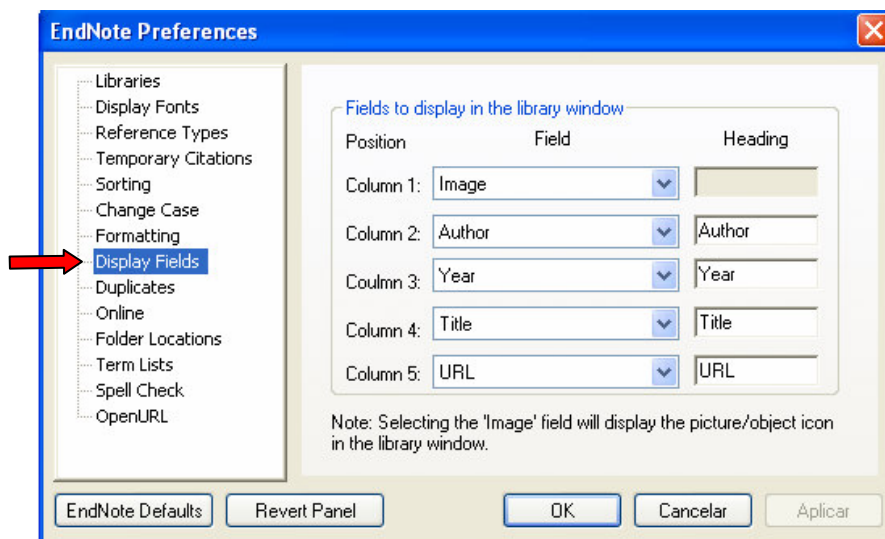 EndNote Preferences
Libraries
Display Fonts
Reference Types
Temporary Citations
Sorting
Change Case
Formatting
Display Fields
Duplicates
Online
Folder Locations
Term Lists
Spell Check
OpenURL
Fields to display in the library window
Position Field Heading
Column 1: Image
Column 2: Author Author
Coulmn 3: Year Year
Column 4: Title Title
Column 5: URL URL
Note: Selecting the 'Image' field will display the picture/object icon
in the library window.
EndNote Defaults Revert Panel OK Cancelar Aplicar